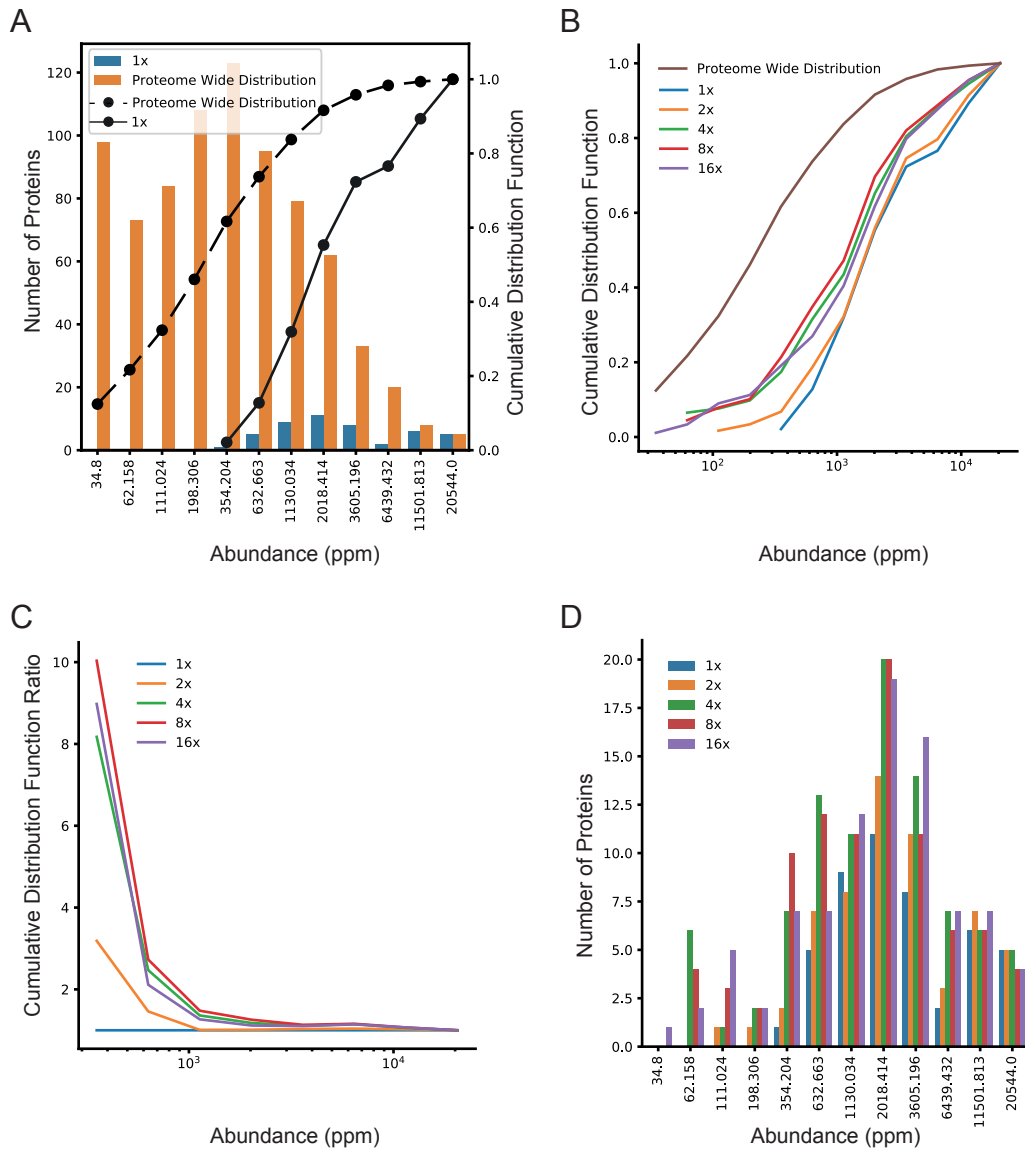 A
Number of Proteins
120
100
80
60
40
20
0
1x
Proteome Wide Distribution
Proteome Wide Distribution
1x
1.0
0.8
0.6
0.4
0.2
0.0
Cumulative Distribution Function
34.8
62.158
111.024
198.306
354.204
632.663
1130.034
2018.414
3605.196
6439.432
11501.813
20544.0
Abundance (ppm)
B
Cumulative Distribution Function
1.0
0.8
0.6
0.4
0.2
0.0
Proteome Wide Distribution
1x
2x
4x
8x
16x
10²
10³
10⁴
Abundance (ppm)
C
Cumulative Distribution Function Ratio
10
8
6
4
2
1x
2x
4x
8x
16x
10³
10⁴
Abundance (ppm)
D
Number of Proteins
20.0
17.5
15.0
12.5
10.0
7.5
5.0
2.5
0.0
1x
2x
4x
8x
16x
34.8
62.158
111.024
198.306
354.204
632.663
1130.034
2018.414
3605.196
6439.432
11501.813
20544.0
Abundance (ppm)